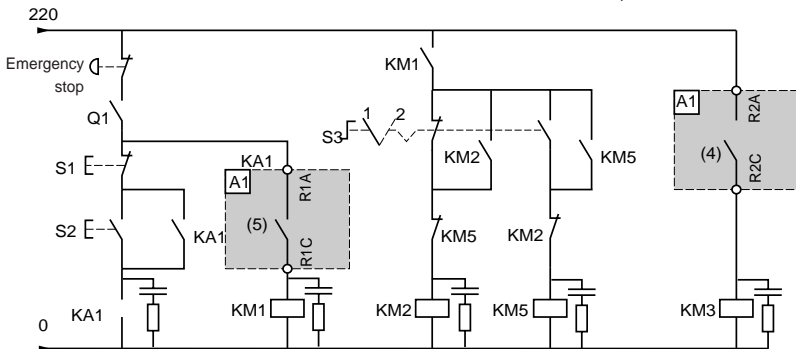 220
Emergency
stop
Q1
S1
S2
KA1
KA1
0
KA1
A1
R1A
(5)
R1C
KM1
KM1
S3
1
2
KM2
KM5
KM5
KM2
KM2
KM5
A1
R2A
(4)
R2C
KM3